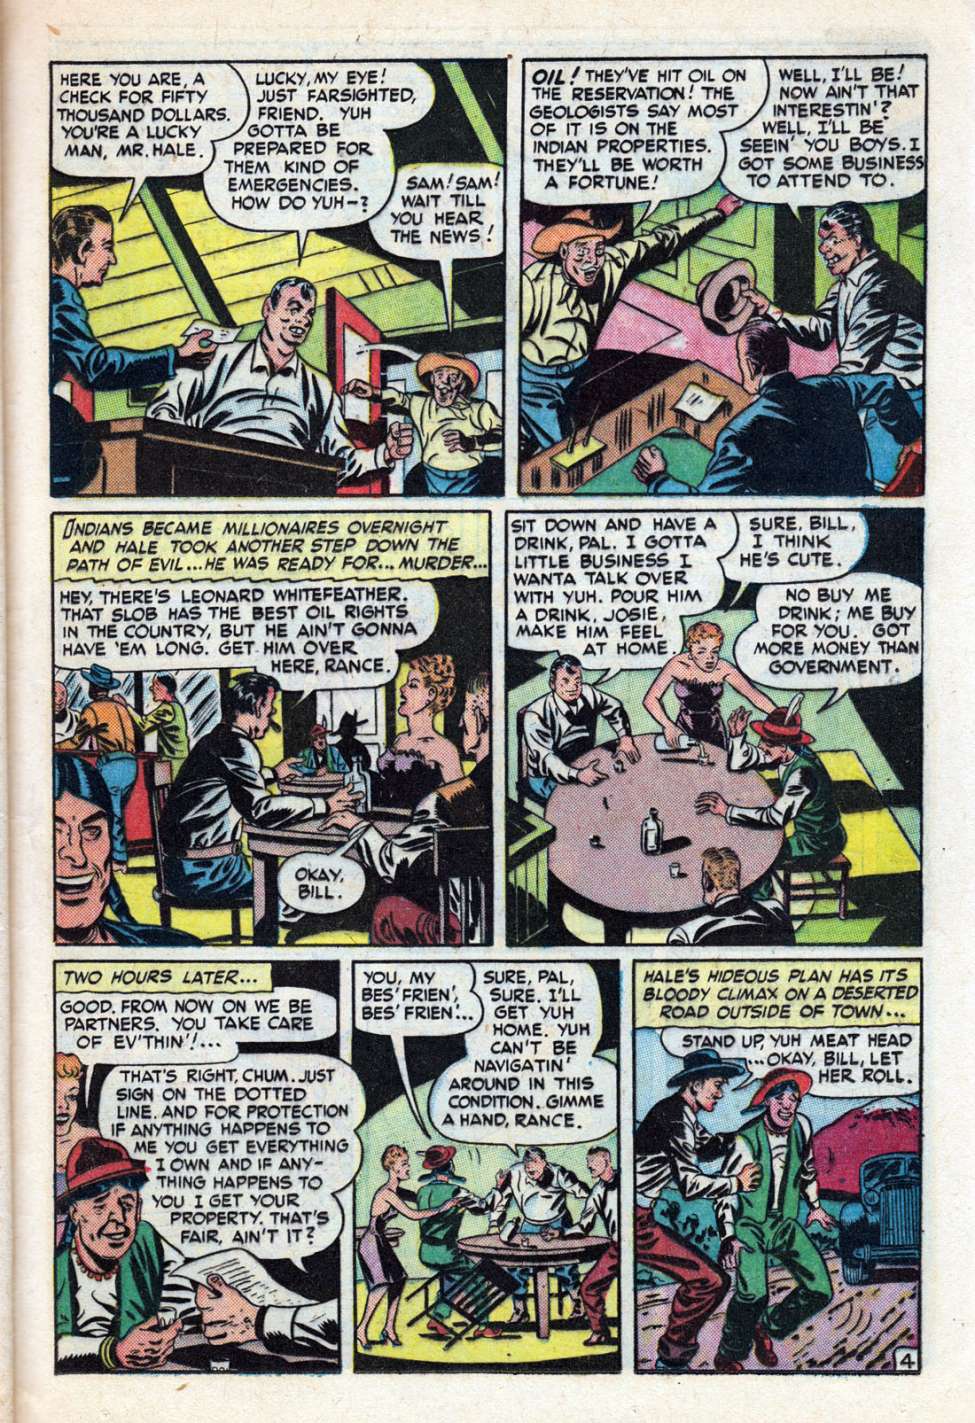 HERE YOU ARE, A
CHECK FOR FIFTY
THOUSAND DOLLARS.
YOU'RE A LUCKY
MAN, MR. HALE.
LUCKY, MY EYE!
JUST FARSIGHTED,
FRIEND. YUH
GOTTA BE
PREPARED FOR
THEM KIND OF
EMERGENCIES.
HOW DO YUH-?
SAM! SAM!
WAIT TILL
YOU HEAR
THE NEWS!
OIL! THEY'VE HIT OIL ON
THE RESERVATION! THE
GEOLOGISTS SAY MOST
OF IT IS ON THE
INDIAN PROPERTIES.
THEY'LL BE WORTH
A FORTUNE!
WELL, I'LL BE!
NOW AIN'T THAT
INTERESTIN'?
WELL, I'LL BE
SEEIN' YOU BOYS. I
GOT SOME BUSINESS
TO ATTEND TO.
INDIANS BECAME MILLIONAIRES OVERNIGHT
AND HALE TOOK ANOTHER STEP DOWN THE
PATH OF EVIL...HE WAS READY FOR... MURDER...
HEY, THERE'S LEONARD WHITEFEATHER.
THAT SLOB HAS THE BEST OIL RIGHTS
IN THE COUNTRY, BUT HE AIN'T GONNA
HAVE 'EM LONG. GET HIM OVER
HERE, RANCE.
OKAY,
BILL.
SIT DOWN AND HAVE A
DRINK, PAL. I GOTTA
LITTLE BUSINESS I
WANTA TALK OVER
WITH YUH. POUR HIM
A DRINK, JOSIE,
MAKE HIM FEEL
AT HOME.
SURE, BILL,
I THINK
HE'S CUTE.
NO BUY ME
DRINK; ME BUY
FOR YOU. GOT
MORE MONEY THAN
GOVERNMENT.
TWO HOURS LATER...
GOOD. FROM NOW ON WE BE
PARTNERS. YOU TAKE CARE
OF EV'THIN'!...
THAT'S RIGHT, CHUM. JUST
SIGN ON THE DOTTED
LINE. AND FOR PROTECTION
IF ANYTHING HAPPENS TO
ME YOU GET EVERYTHING
I OWN AND IF ANY-
THING HAPPENS TO
YOU I GET YOUR
PROPERTY. THAT'S
FAIR, AIN'T IT?
YOU, MY
BES' FRIEN',
BES' FRIEN'...
SURE, PAL,
SURE. I'LL
GET YUH
HOME. YUH
CAN'T BE
NAVIGATIN'
AROUND IN THIS
CONDITION. GIMME
A HAND, RANCE.
HALE'S HIDEOUS PLAN HAS ITS
BLOODY CLIMAX ON A DESERTED
ROAD OUTSIDE OF TOWN...
STAND UP, YUH MEAT HEAD
...OKAY, BILL, LET
HER ROLL.
4